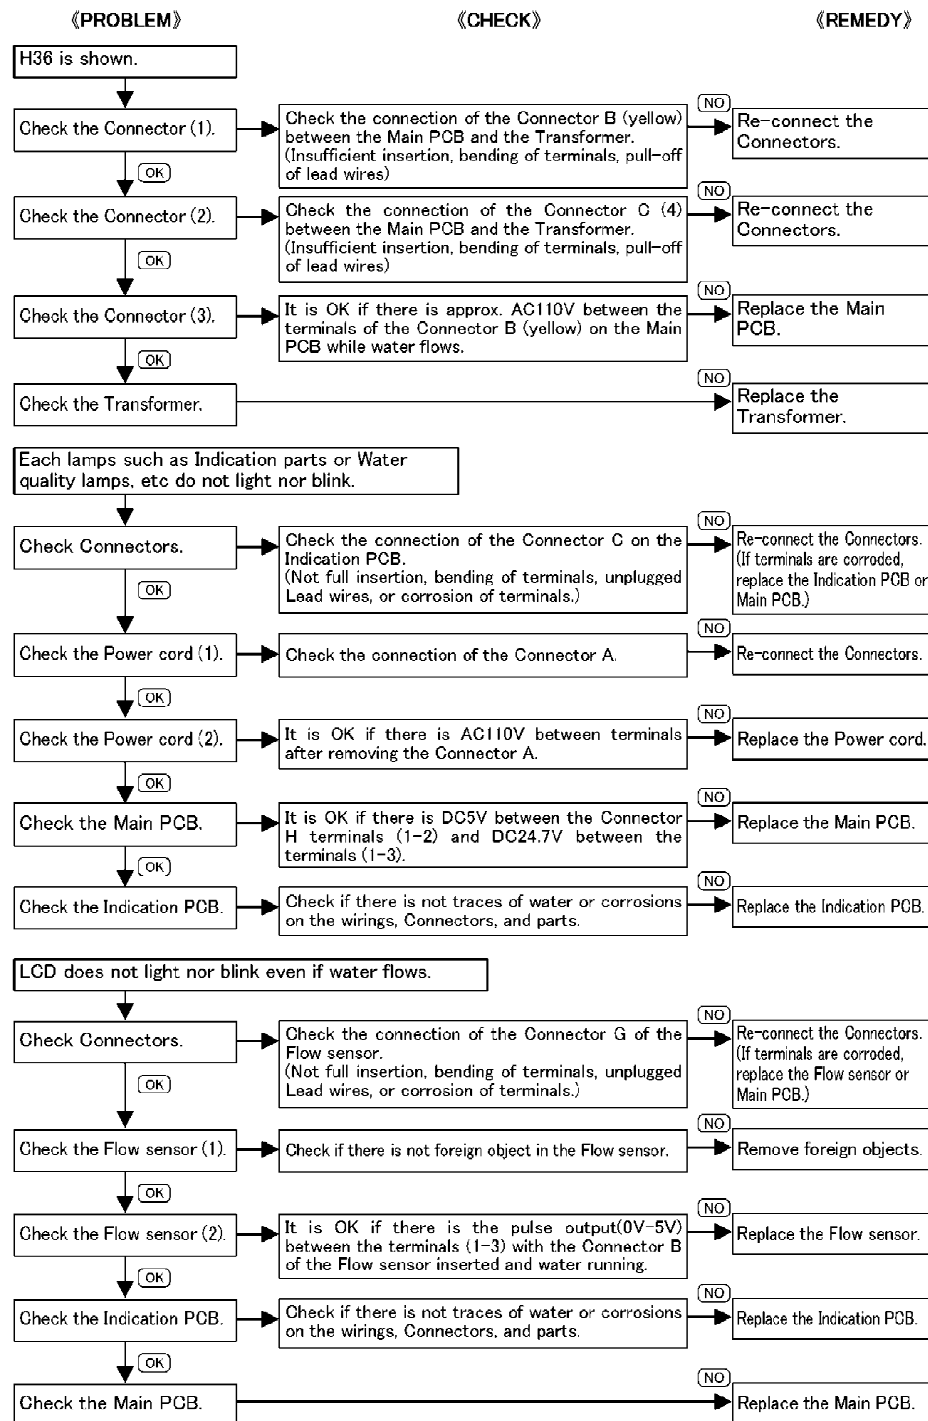 《PROBLEM》
《CHECK》
《REMEDY》
H36 is shown.
Check the Connector (1).
Check the connection of the Connector B (yellow)
between the Main PCB and the Transformer.
(Insufficient insertion, bending of terminals, pull-off
of lead wires)
NO
Re-connect the
Connectors.
OK
Check the Connector (2).
Check the connection of the Connector C (4)
between the Main PCB and the Transformer.
(Insufficient insertion, bending of terminals, pull-off
of lead wires)
NO
Re-connect the
Connectors.
OK
Check the Connector (3).
It is OK if there is approx. AC110V between the
terminals of the Connector B (yellow) on the Main
PCB while water flows.
NO
Replace the Main
PCB.
OK
Check the Transformer.
NO
Replace the
Transformer.
Each lamps such as Indication parts or Water
quality lamps, etc do not light nor blink.
Check Connectors.
Check the connection of the Connector C on the
Indication PCB.
(Not full insertion, bending of terminals, unplugged
Lead wires, or corrosion of terminals.)
NO
Re-connect the Connectors.
(If terminals are corroded,
replace the Indication PCB or
Main PCB.)
OK
Check the Power cord (1).
Check the connection of the Connector A.
NO
Re-connect the Connectors.
OK
Check the Power cord (2).
It is OK if there is AC110V between terminals
after removing the Connector A.
NO
Replace the Power cord.
OK
Check the Main PCB.
It is OK if there is DC5V between the Connector
H terminals (1-2) and DC24.7V between the
terminals (1-3).
NO
Replace the Main PCB.
OK
Check the Indication PCB.
Check if there is not traces of water or corrosions
on the wirings, Connectors, and parts.
NO
Replace the Indication PCB.
LCD does not light nor blink even if water flows.
Check Connectors.
Check the connection of the Connector G of the
Flow sensor.
(Not full insertion, bending of terminals, unplugged
Lead wires, or corrosion of terminals.)
NO
Re-connect the Connectors.
(If terminals are corroded,
replace the Flow sensor or
Main PCB.)
OK
Check the Flow sensor (1).
Check if there is not foreign object in the Flow sensor.
NO
Remove foreign objects.
OK
Check the Flow sensor (2).
It is OK if there is the pulse output(0V-5V)
between the terminals (1-3) with the Connector B
of the Flow sensor inserted and water running.
NO
Replace the Flow sensor.
OK
Check the Indication PCB.
Check if there is not traces of water or corrosions
on the wirings, Connectors, and parts.
NO
Replace the Indication PCB.
OK
Check the Main PCB.
NO
Replace the Main PCB.